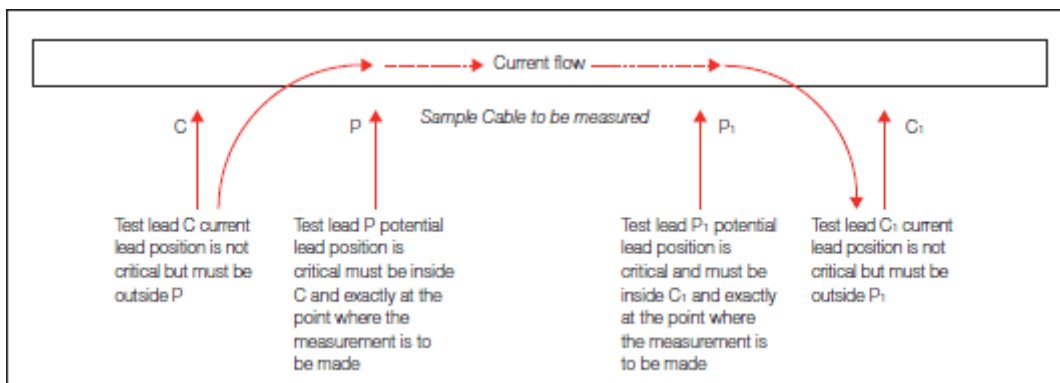 Current flow
C
P
Sample Cable to be measured
P₁
C₁
Test lead C current
lead position is not
critical but must be
outside P
Test lead P potential
lead position is
critical must be inside
C and exactly at the
point where the
measurement is to
be made
Test lead P₁ potential
lead position is
critical and must be
inside C₁ and exactly
at the point where
the measurement is
to be made
Test lead C₁ current
lead position is not
critical but must be
outside P₁